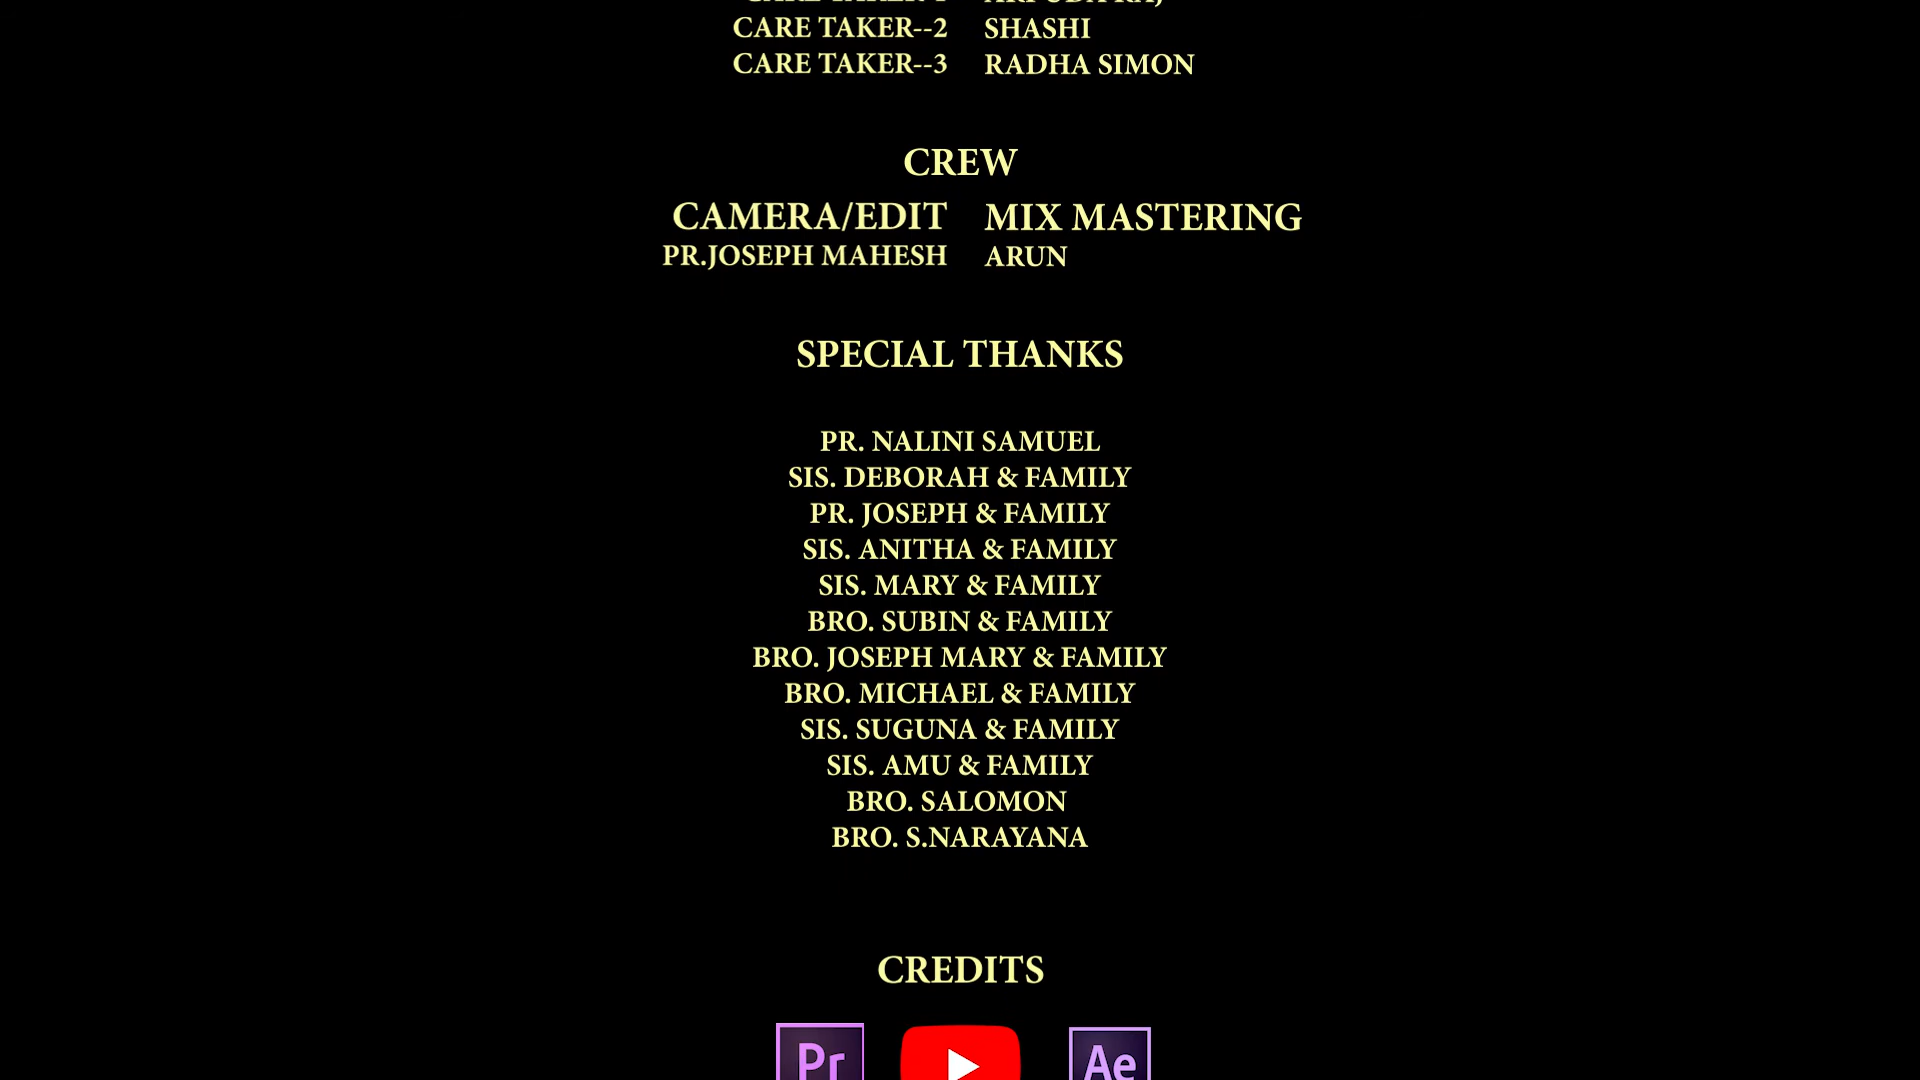 CARE TAKER--2 SHASHI
CARE TAKER--3 RADHA SIMON
CREW
CAMERA/EDIT MIX MASTERING
PR.JOSEPH MAHESH ARUN
SPECIAL THANKS
PR. NALINI SAMUEL
SIS. DEBORAH & FAMILY
PR. JOSEPH & FAMILY
SIS. ANITHA & FAMILY
SIS. MARY & FAMILY
BRO. SUBIN & FAMILY
BRO. JOSEPH MARY & FAMILY
BRO. MICHAEL & FAMILY
SIS. SUGUNA & FAMILY
SIS. AMU & FAMILY
BRO. SALOMON
BRO. S.NARAYANA
CREDITS
Pr Ae